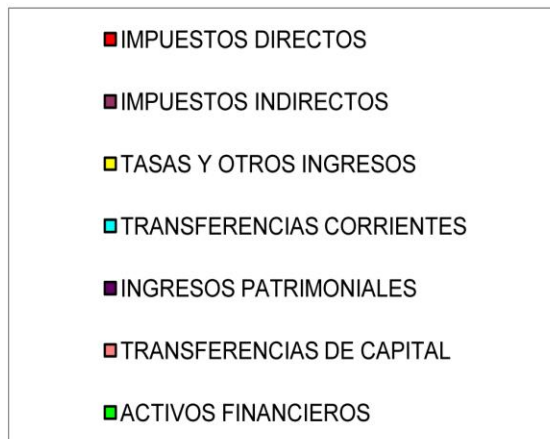 IMPUESTOS DIRECTOS
IMPUESTOS INDIRECTOS
TASAS Y OTROS INGRESOS
TRANSFERENCIAS CORRIENTES
INGRESOS PATRIMONIALES
TRANSFERENCIAS DE CAPITAL
ACTIVOS FINANCIEROS